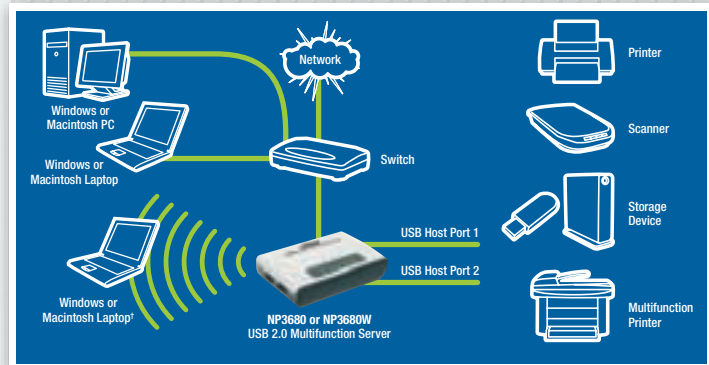 Network
Printer
Windows or
Macintosh PC
Scanner
Windows or
Macintosh Laptop
Switch
Storage
Device
USB Host Port 1
USB Host Port 2
Windows or
Macintosh Laptop†
NP3680 or NP3680W
USB 2.0 Multifunction Server
Multifunction
Printer